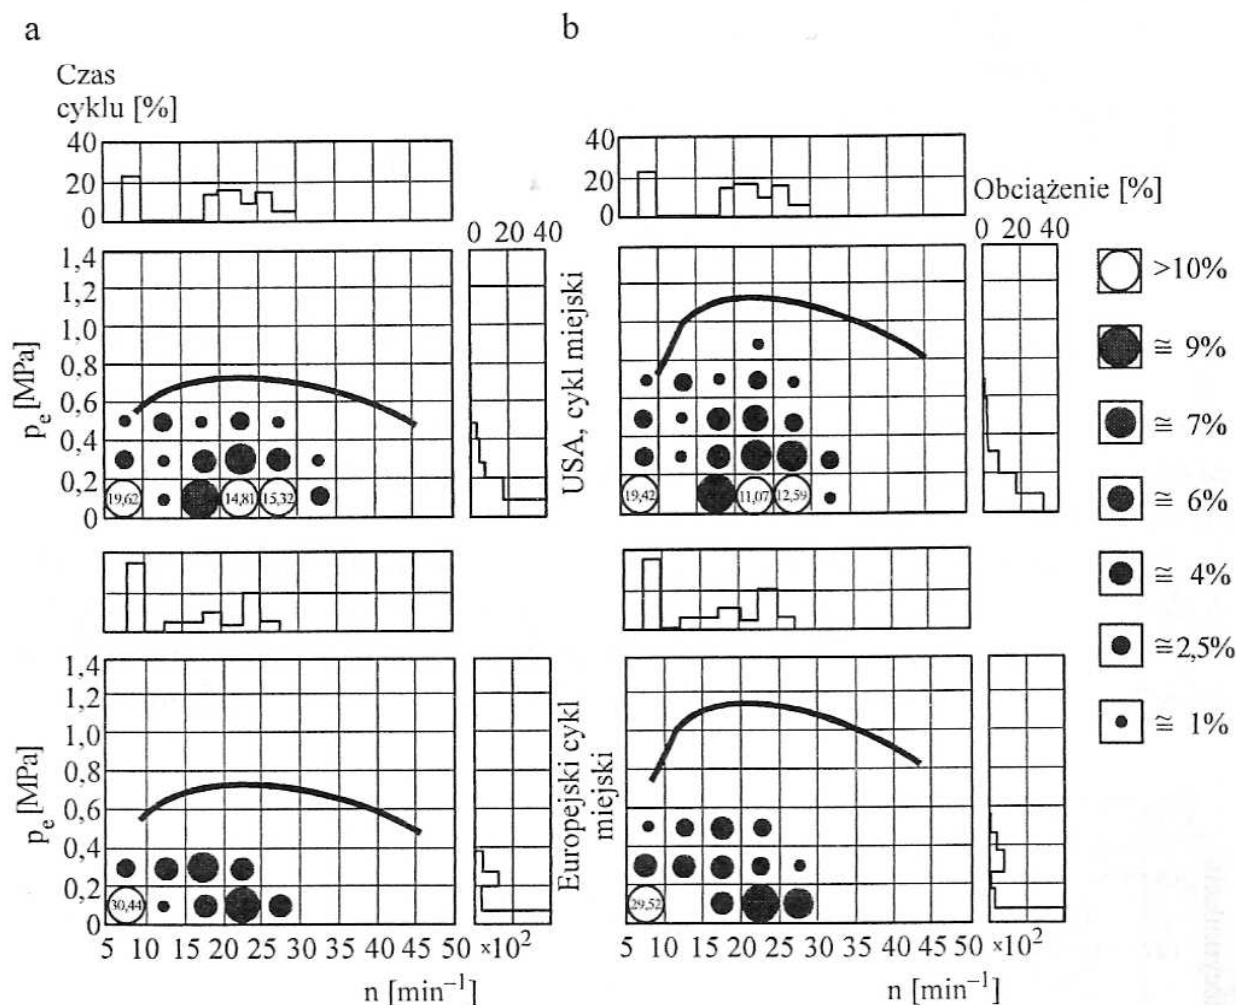 a
b
Czas
cyklu [%]
40
20
0
40
20
0
Obciążenie [%]
0 20 40
0 20 40
1,4
1,2
1,0
0,8
0,6
0,4
0,2
0
p_e [MPa]
19,62
14,81
15,32
USA, cykl miejski
19,42
11,07
12,59
>10%
≅ 9%
≅ 7%
≅ 6%
≅ 4%
≅ 2,5%
≅ 1%
1,4
1,2
1,0
0,8
0,6
0,4
0,2
0
p_e [MPa]
30,44
Europejski cykl
miejski
29,52
5 10 15 20 25 30 35 40 45 50 ×10²
n [min⁻¹]
5 10 15 20 25 30 35 40 45 50 ×10²
n [min⁻¹]